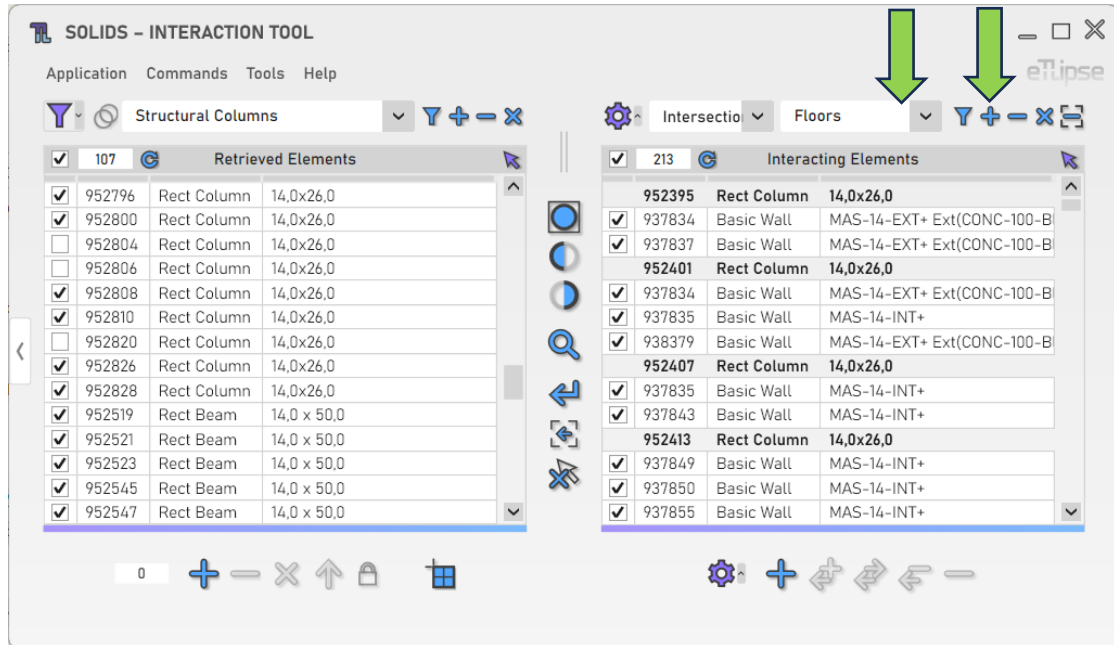 SOLIDS – INTERACTION TOOL
Application Commands Tools Help
eTLipse
Structural Columns
Intersectio Floors
107 Retrieved Elements
952796 Rect Column 14,0x26,0
952800 Rect Column 14,0x26,0
952804 Rect Column 14,0x26,0
952806 Rect Column 14,0x26,0
952808 Rect Column 14,0x26,0
952810 Rect Column 14,0x26,0
952820 Rect Column 14,0x26,0
952826 Rect Column 14,0x26,0
952828 Rect Column 14,0x26,0
952519 Rect Beam 14,0 x 50,0
952521 Rect Beam 14,0 x 50,0
952523 Rect Beam 14,0 x 50,0
952545 Rect Beam 14,0 x 50,0
952547 Rect Beam 14,0 x 50,0
0
213 Interacting Elements
952395 Rect Column 14,0x26,0
937834 Basic Wall MAS-14-EXT+ Ext(CONC-100-B
937837 Basic Wall MAS-14-EXT+ Ext(CONC-100-B
952401 Rect Column 14,0x26,0
937834 Basic Wall MAS-14-EXT+ Ext(CONC-100-B
937835 Basic Wall MAS-14-INT+
938379 Basic Wall MAS-14-EXT+ Ext(CONC-100-B
952407 Rect Column 14,0x26,0
937835 Basic Wall MAS-14-INT+
937843 Basic Wall MAS-14-INT+
952413 Rect Column 14,0x26,0
937849 Basic Wall MAS-14-INT+
937850 Basic Wall MAS-14-INT+
937855 Basic Wall MAS-14-INT+